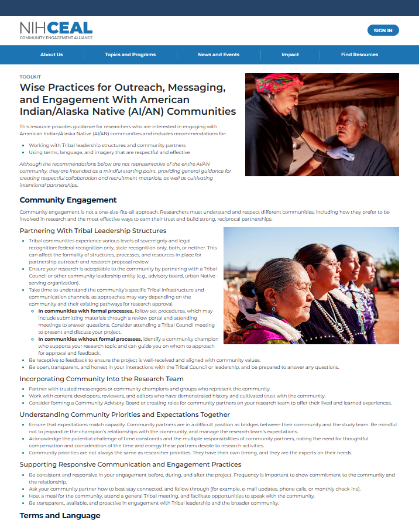 NIH CEAL
COMMUNITY ENGAGEMENT ALLIANCE
SIGN IN
About Us
Topics and Programs
News and Events
Impact
Find Resources
TOOLKIT
Wise Practices for Outreach, Messaging,
and Engagement With American
Indian/Alaska Native (AI/AN) Communities
This resource provides guidance for researchers who are interested in engaging with
American Indian/Alaska Native (AI/AN) communities and includes recommendations for:
Working with Tribal leadership structures and community partners
Using terms, language, and imagery that are respectful and effective
Although the recommendations below are not representative of the entire AI/AN
community, they are intended as a mindful starting point, providing general guidance for
creating respectful collaboration and recruitment materials, as well as cultivating
intentional partnerships.
Community Engagement
Community engagement is not a one-size-fits-all approach. Researchers must understand and respect different communities, including how they prefer to be
involved in research and the most effective ways to earn their trust and build strong, reciprocal partnerships.
Partnering With Tribal Leadership Structures
Tribal communities experience various levels of sovereignty and legal
recognition: federal recognition only, state recognition only, both, or neither. This
can affect the formality of structures, processes, and resources in place for
partnership outreach and research proposal review.
Ensure your research is acceptable to the community by partnering with a Tribal
Council or other community leadership entity (e.g., advisory board, urban Native
serving organization).
Take time to understand the community's specific Tribal infrastructure and
communication channels, as approaches may vary depending on the
community and their existing pathways for research approval.
In communities with formal processes, follow set procedures, which may
include submitting materials through a review portal and attending
meetings to answer questions. Consider attending a Tribal Council meeting
to present and discuss your project.
In communities without formal processes, identify a community champion
who supports your research topic and can guide you on whom to approach
for approval and feedback.
Be receptive to feedback to ensure the project is well-received and aligned with community values.
Be open, transparent, and honest in your interactions with the Tribal Council or leadership, and be prepared to answer any questions.
Incorporating Community Into the Research Team
Partner with trusted messengers or community champions and groups who represent the community.
Work with content developers, reviewers, and editors who have demonstrated history and cultivated trust with the community.
Consider forming a Community Advisory Board or creating roles for community partners on your research team to offer their lived and learned experiences.
Understanding Community Priorities and Expectations Together
Ensure that expectations match capacity. Community partners are in a difficult position as bridges between their community and the study team. Be mindful
not to jeopardize the champion's relationships with the community and manage the research team's expectations.
Acknowledge the potential challenge of time constraints and the multiple responsibilities of community partners, noting the need for thoughtful
compensation and consideration of the time and energy these partners devote to research activities.
Community priorities are not always the same as researcher priorities. They have their own timing, and they are the experts on their needs.
Supporting Responsive Communication and Engagement Practices
Be consistent and responsive in your engagement before, during, and after the project. Frequency is important to show commitment to the community and
the relationship.
Ask your community partner how to best stay connected, and follow through (for example, e-mail updates, phone calls, or monthly check-ins).
Host a meal for the community, attend a general Tribal meeting, and facilitate opportunities to speak with the community.
Be transparent, available, and proactive in engagement with Tribal leadership and the broader community.
Terms and Language